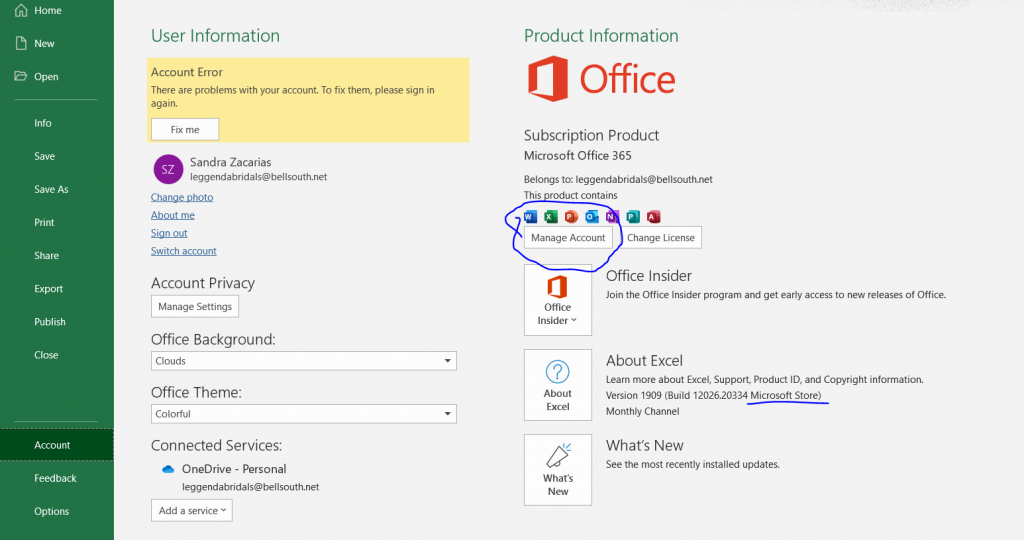 Home
New
Open
Info
Save
Save As
Print
Share
Export
Publish
Close
Account
Feedback
Options
User Information
Account Error
There are problems with your account. To fix them, please sign in
again.
Fix me
SZ
Sandra Zacarias
leggendabridals@bellsouth.net
Change photo
About me
Sign out
Switch account
Account Privacy
Manage Settings
Office Background:
Clouds
Office Theme:
Colorful
Connected Services:
OneDrive - Personal
leggendabridals@bellsouth.net
Add a service
Product Information
Office
Subscription Product
Microsoft Office 365
Belongs to: leggendabridals@bellsouth.net
This product contains
W X P O N P A
Manage Account
Change License
Office
Insider
Office Insider
Join the Office Insider program and get early access to new releases of Office.
?
About
Excel
About Excel
Learn more about Excel, Support, Product ID, and Copyright information.
Version 1909 (Build 12026.20334 Microsoft Store)
Monthly Channel
What's
New
What's New
See the most recently installed updates.